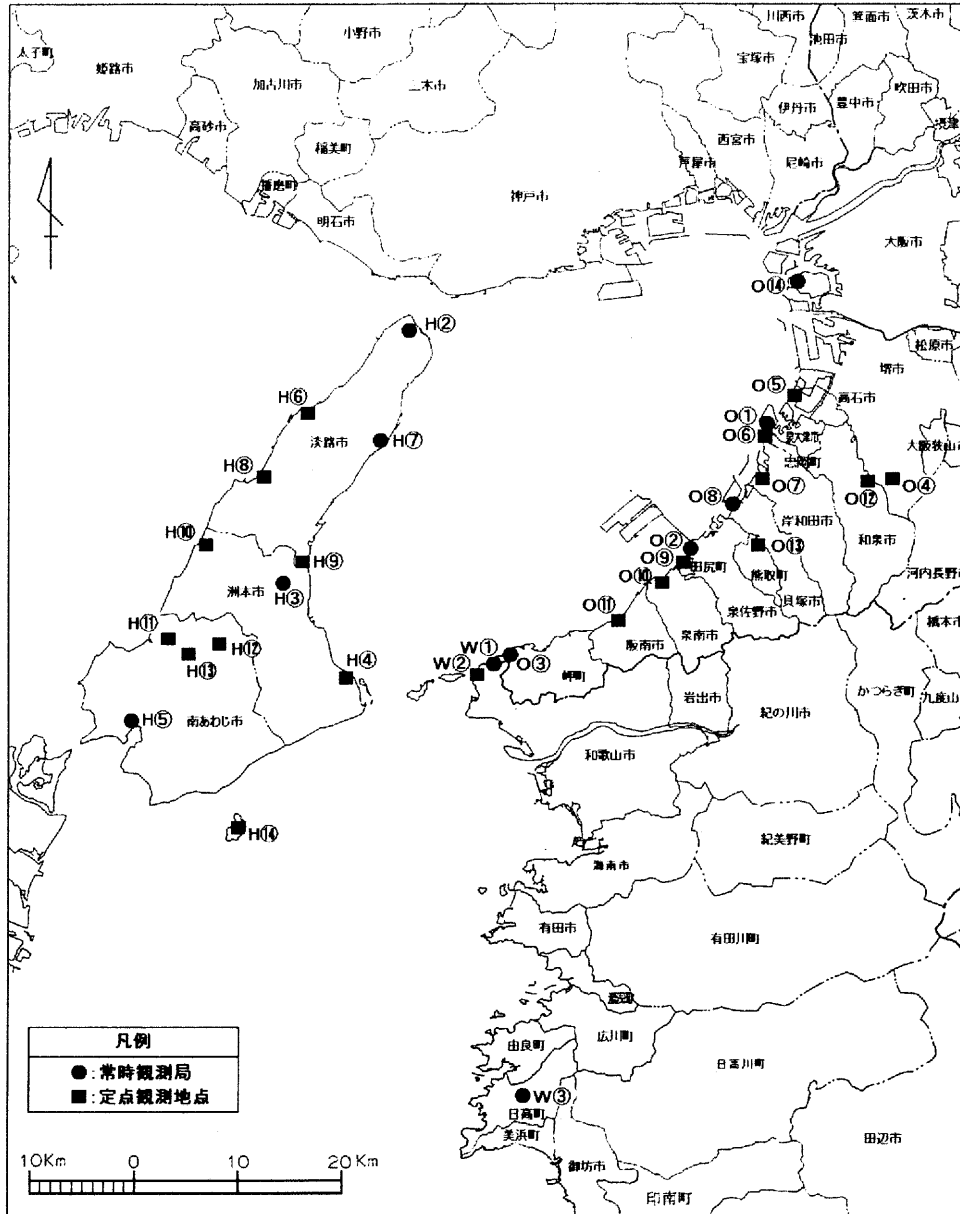 川西市
箕面市
茨木市
小野市
池田市
太子町
姫路市
宝塚市
加古川市
三木市
吹田市
伊丹市
豊中市
高砂市
摂津
稲美町
西宮市
芦屋市
尼崎市
播磨町
神戸市
明石市
大阪市
O⑭
H②
松原市
堺市
O⑤
高石市
H⑥
O①
淡路市
H⑦
O⑥
泉大津市
大阪狭山市
忠岡町
H⑧
O⑦
O⑫
O④
O⑧
岸和田市
H⑩
O②
O⑬
和泉市
H⑨
O⑨
田尻町
熊取町
河内長野市
洲本市
H③
O⑩
泉佐野市
貝塚市
O⑪
H⑪
H⑫
阪南市
泉南市
橋本市
H⑬
W①
W②
O③
H④
岬町
岩出市
かつらぎ町
九度山
H⑤
南あわじ市
紀の川市
和歌山市
H⑭
紀美野町
海南市
有田市
有田川町
湯浅町
凡例
●:常時観測局
■:定点観測地点
由良町
広川町
日高川町
W③
日高町
美浜町
田辺市
10Km
0
10
20Km
御坊市
印南町